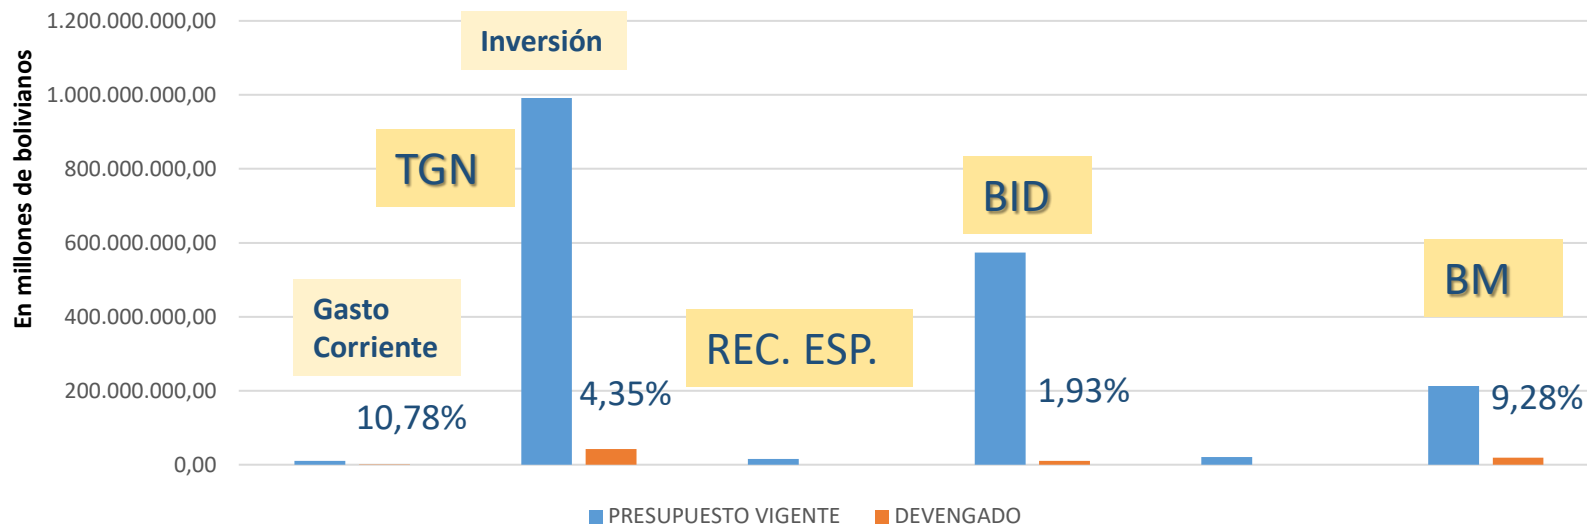 En millones de bolivianos
1.200.000.000,00
1.000.000.000,00
800.000.000,00
600.000.000,00
400.000.000,00
200.000.000,00
0,00
Inversión
TGN
BID
BM
Gasto
Corriente
REC. ESP.
10,78%
4,35%
1,93%
9,28%
PRESUPUESTO VIGENTE
DEVENGADO